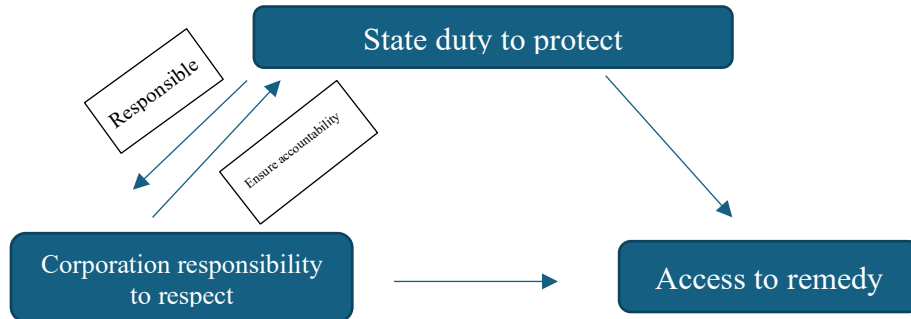 State duty to protect
Responsible
Ensure accountability
Corporation responsibility
to respect
Access to remedy